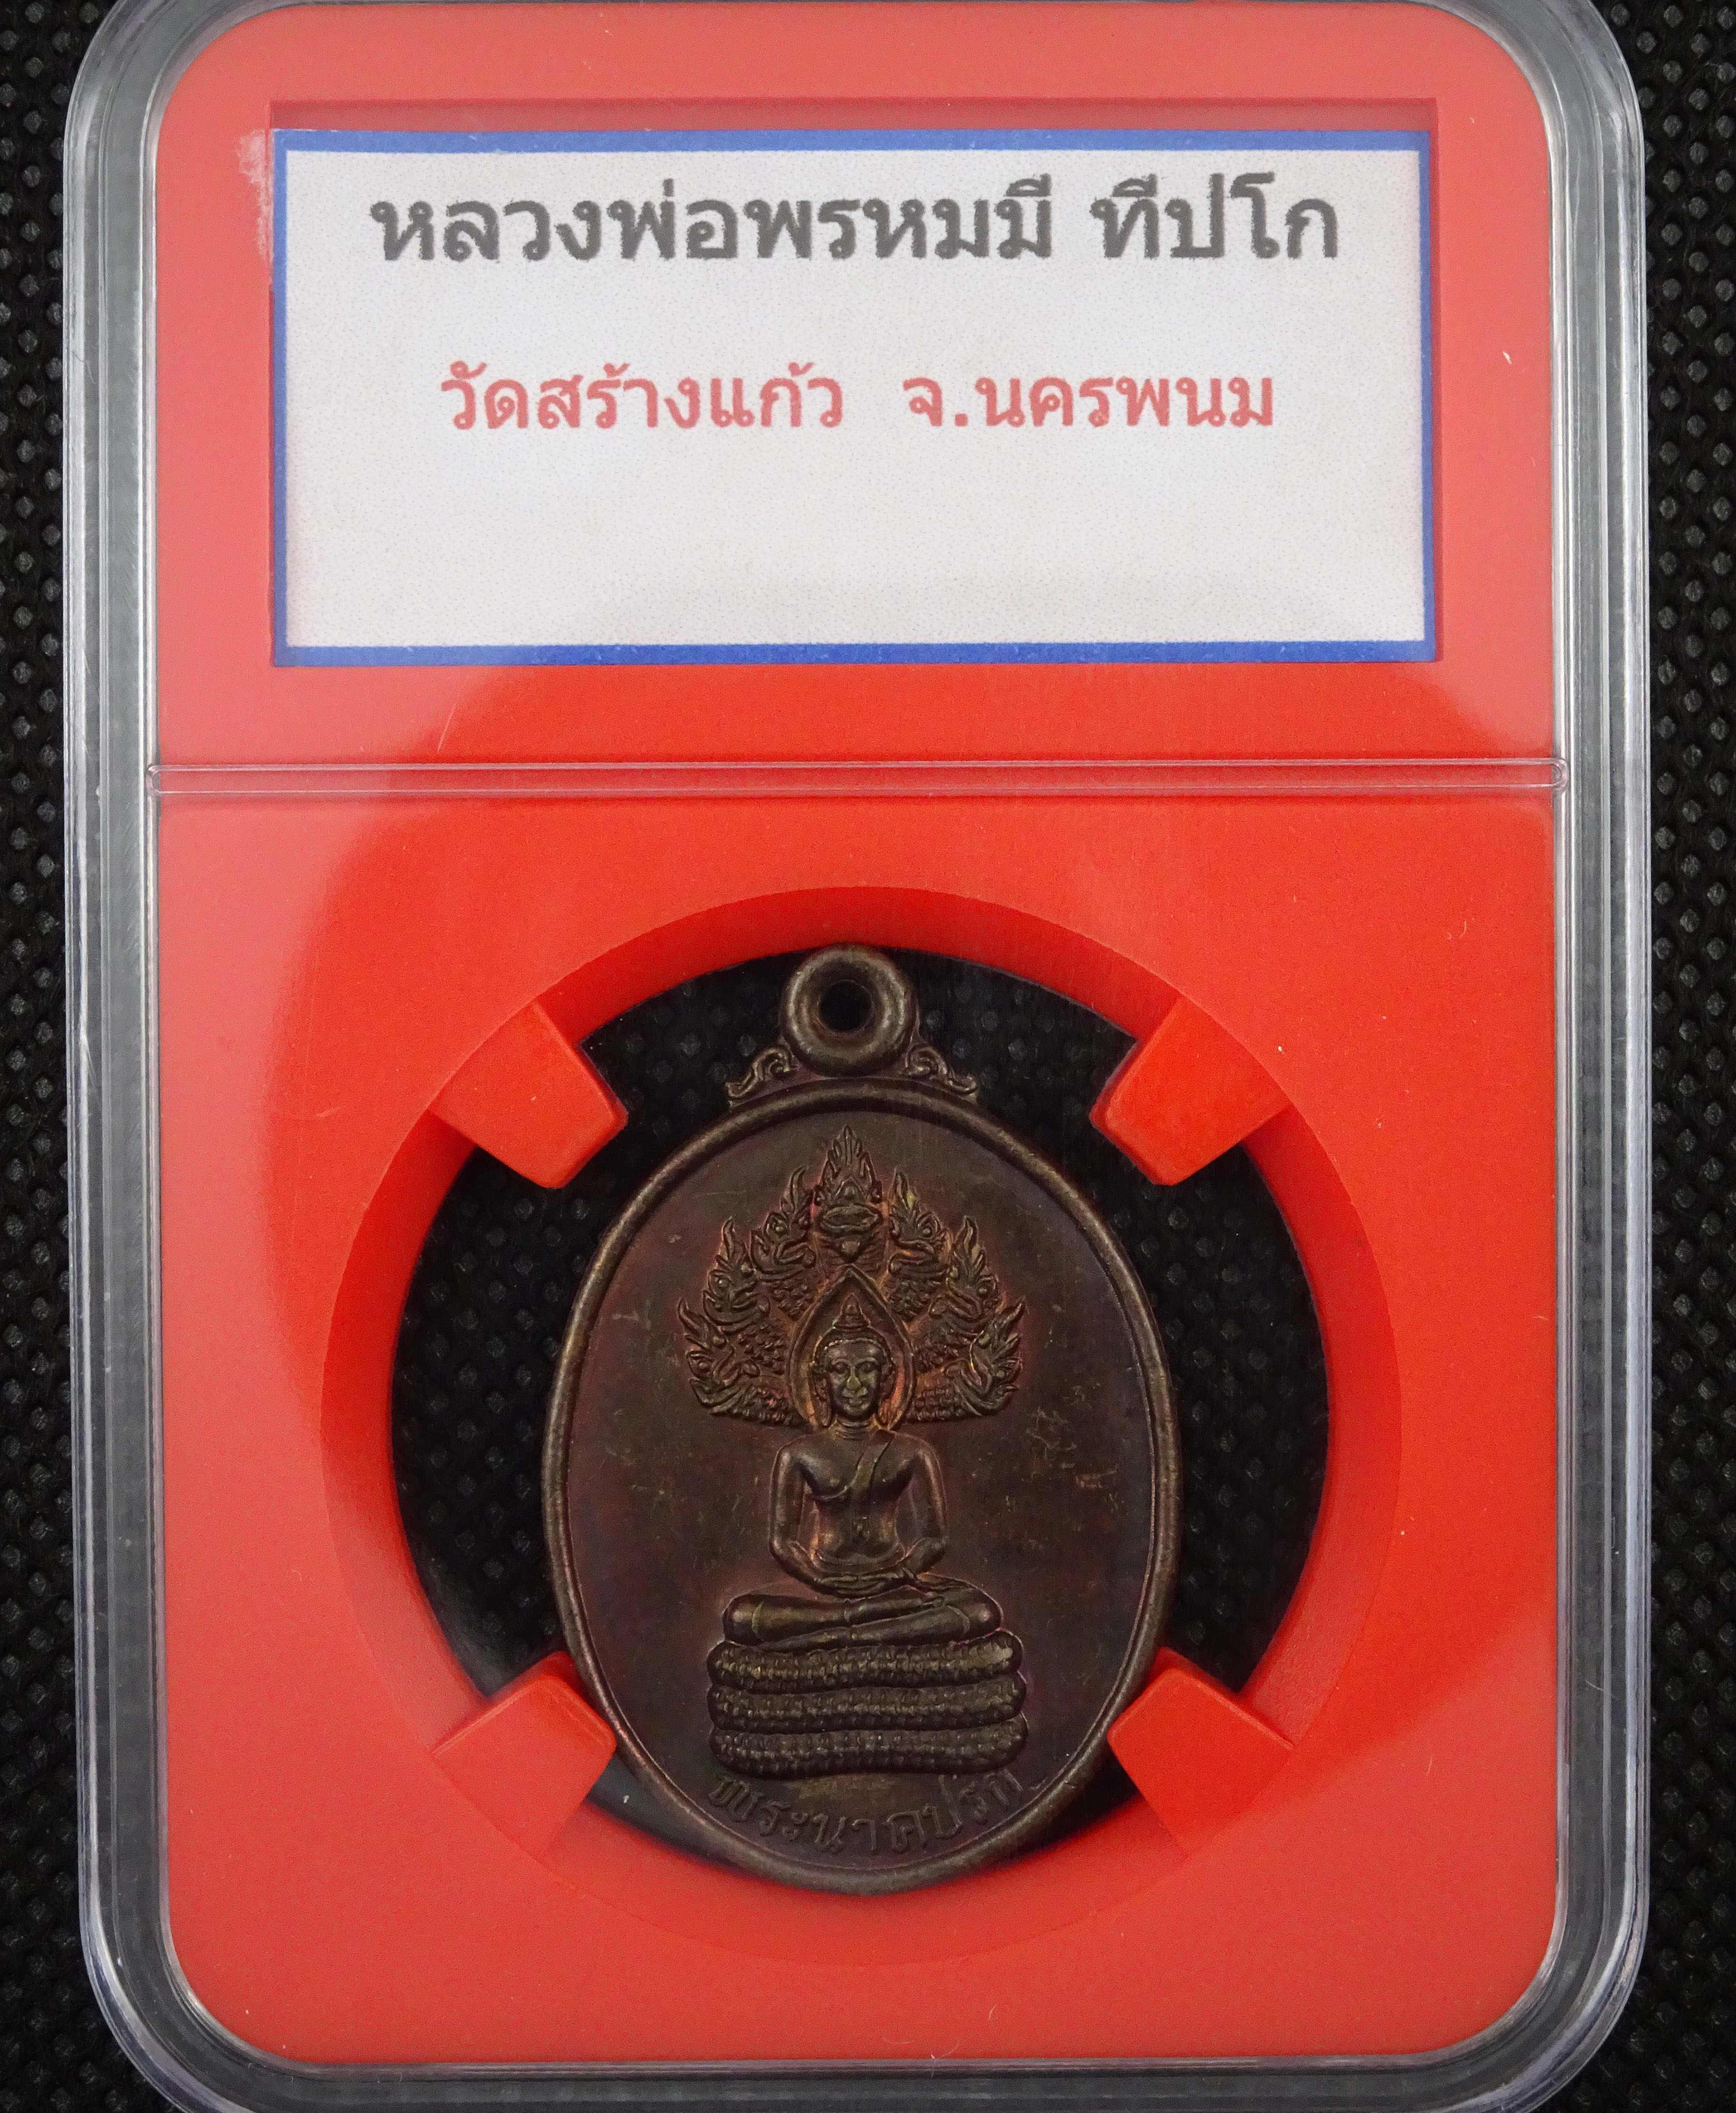 หลวงพ่อพรหมมี ทีปโก
วัดสร้างแก้ว จ.นครพนม
พระนาคปรก